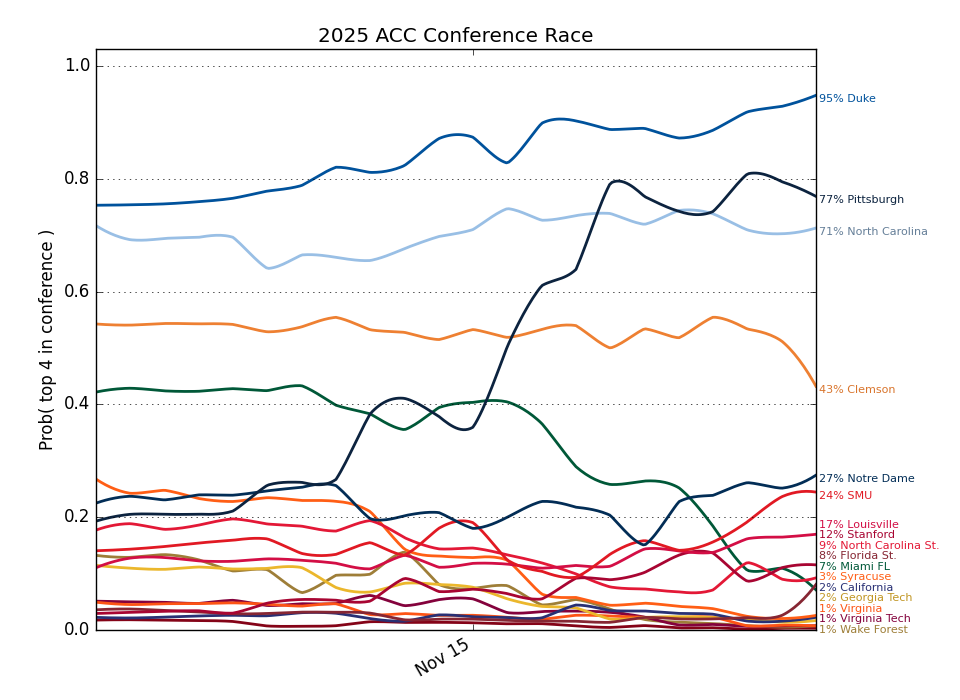 2025 ACC Conference Race
Prob( top 4 in conference )
1.0
0.8
0.6
0.4
0.2
0.0
Nov 15
95% Duke
77% Pittsburgh
71% North Carolina
43% Clemson
27% Notre Dame
24% SMU
17% Louisville
12% Stanford
9% North Carolina St.
8% Florida St.
7% Miami FL
3% Syracuse
2% California
2% Georgia Tech
1% Virginia
1% Virginia Tech
1% Wake Forest